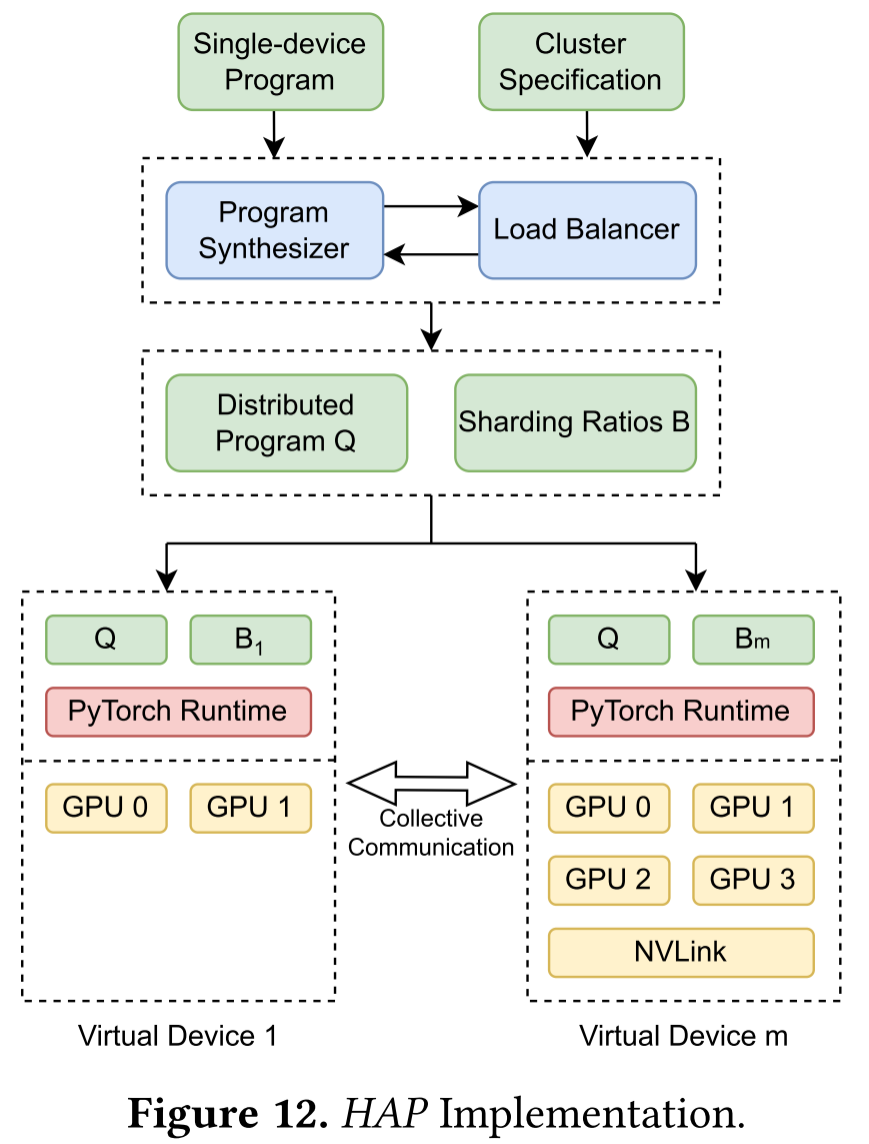 Single-device
Program
Cluster
Specification
Program
Synthesizer
Load Balancer
Distributed
Program Q
Sharding Ratios B
Q
B1
PyTorch Runtime
GPU 0
GPU 1
Collective
Communication
Q
Bm
PyTorch Runtime
GPU 0
GPU 1
GPU 2
GPU 3
NVLink
Virtual Device 1
Virtual Device m
Figure 12. HAP Implementation.